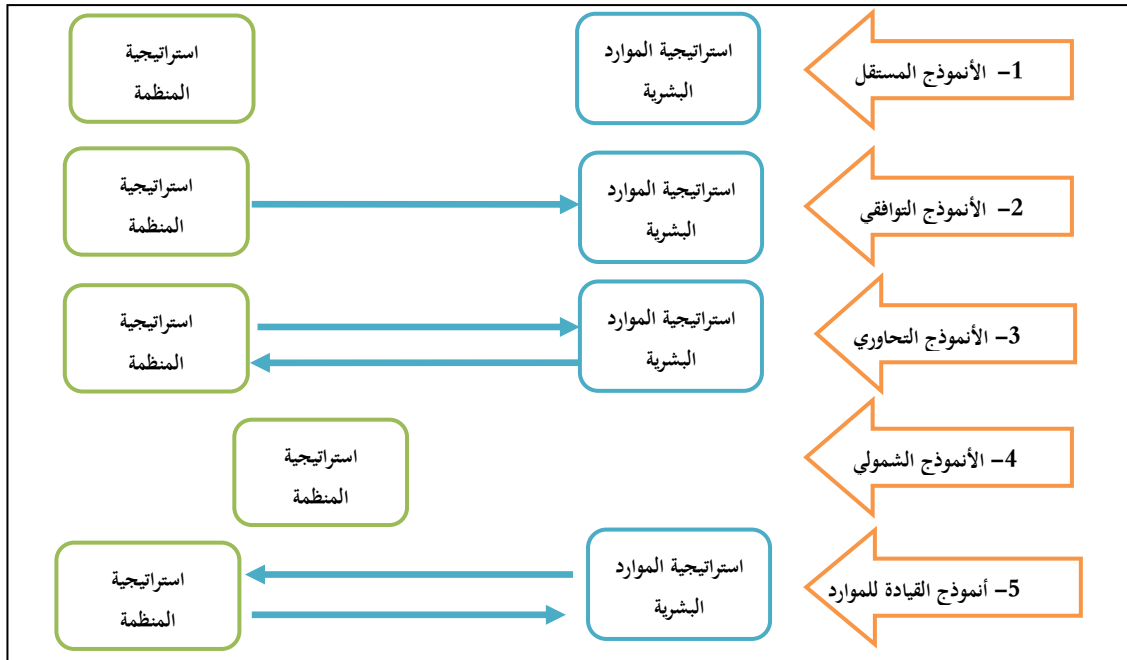 1- الأنموذج المستقل
استراتيجية الموارد
البشرية
استراتيجية
المنظمة
2- الأنموذج التوافقي
استراتيجية الموارد
البشرية
استراتيجية
المنظمة
3- الأنموذج التحاوري
استراتيجية الموارد
البشرية
استراتيجية
المنظمة
4- الأنموذج الشمولي
استراتيجية
المنظمة
5- أنموذج القيادة للموارد
استراتيجية الموارد
البشرية
استراتيجية
المنظمة